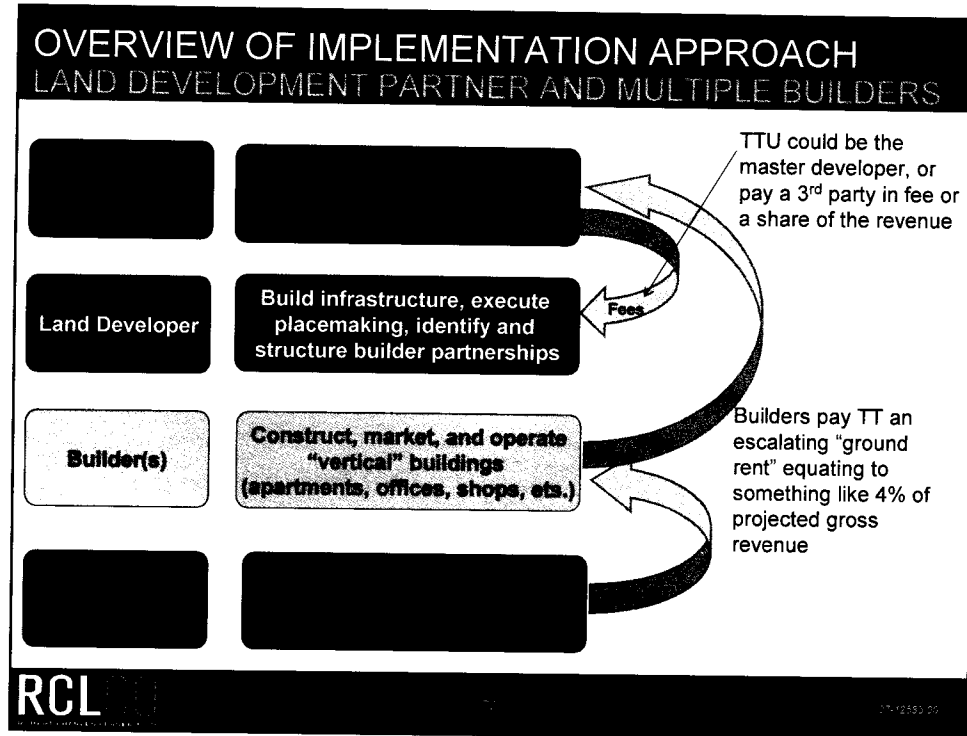 OVERVIEW OF IMPLEMENTATION APPROACH
LAND DEVELOPMENT PARTNER AND MULTIPLE BUILDERS
TTU could be the
master developer, or
pay a 3rd party in fee or
a share of the revenue
Land Developer
Build infrastructure, execute
placemaking, identify and
structure builder partnerships
Fees
Builder(s)
Construct, market, and operate
"vertical" buildings
(apartments, offices, shops, ets.)
Builders pay TT an
escalating "ground
rent" equating to
something like 4% of
projected gross
revenue
RCL